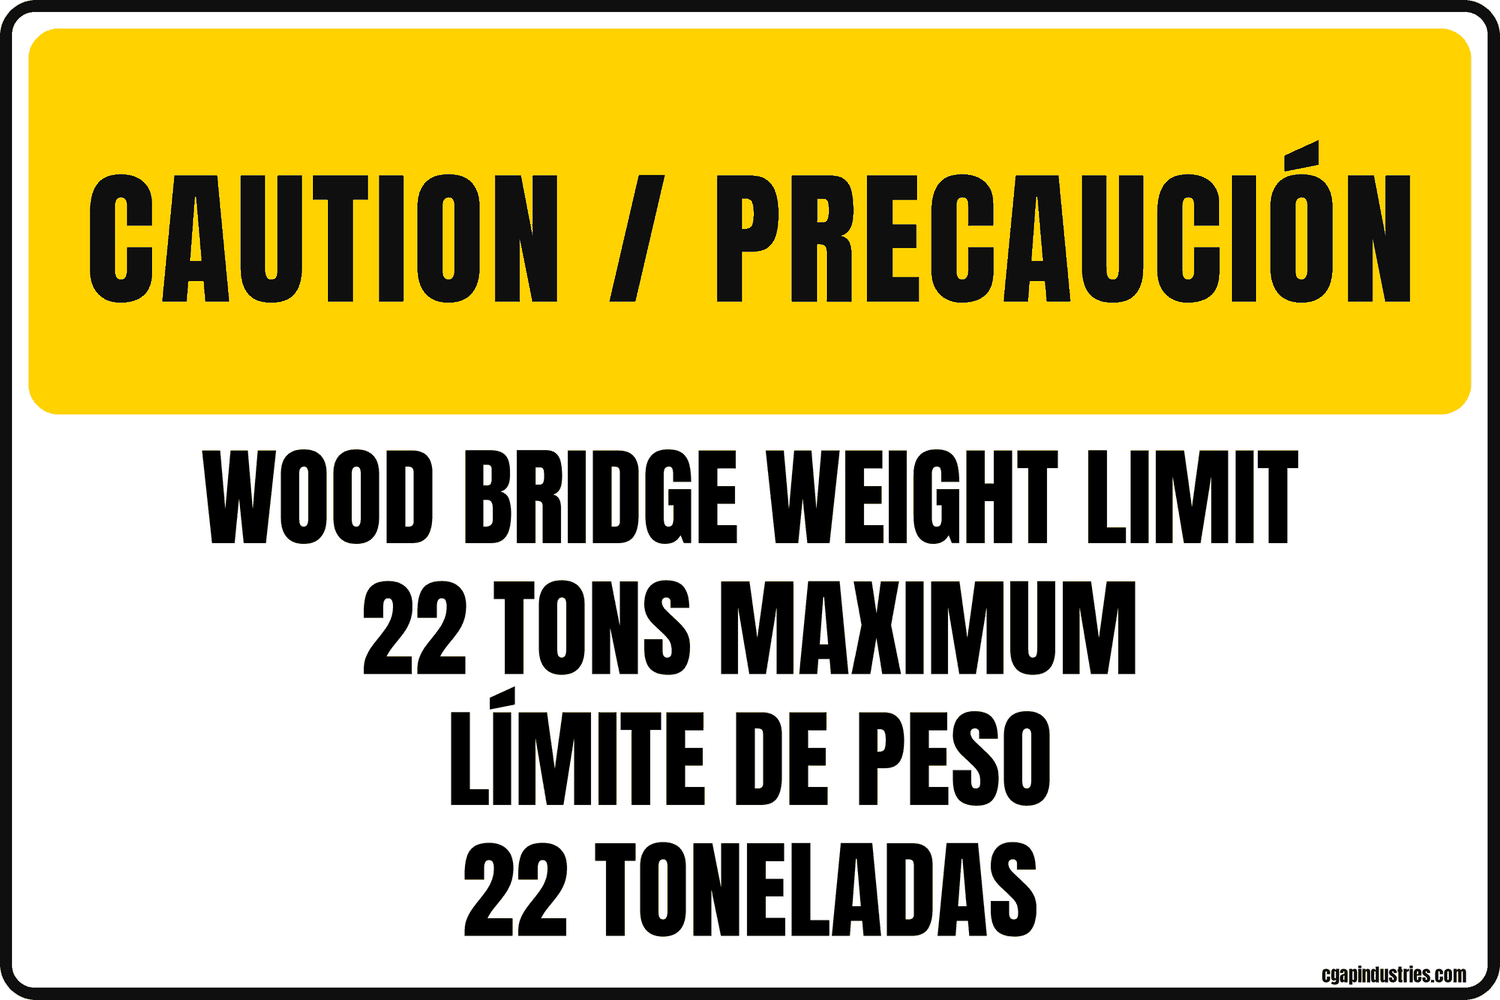 CAUTION / PRECAUCIÓN
WOOD BRIDGE WEIGHT LIMIT
22 TONS MAXIMUM
LÍMITE DE PESO
22 TONELADAS
cgapindustries.com